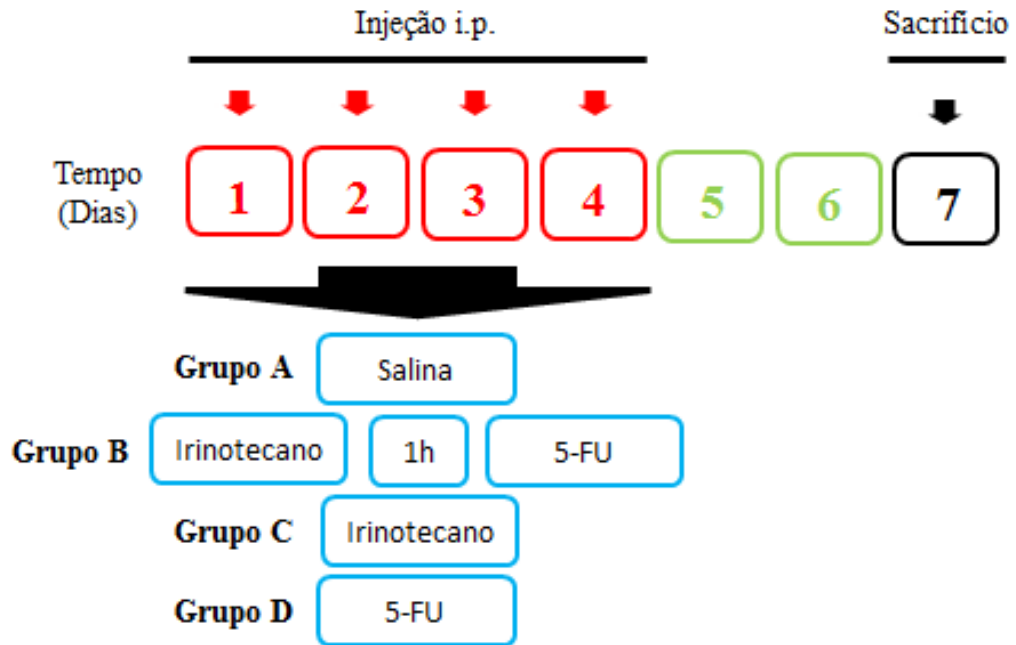 Injeção i.p.
Sacrifício
Tempo
(Dias)
1 2 3 4 5 6 7
Grupo A Salina
Grupo B Irinotecano 1h 5-FU
Grupo C Irinotecano
Grupo D 5-FU